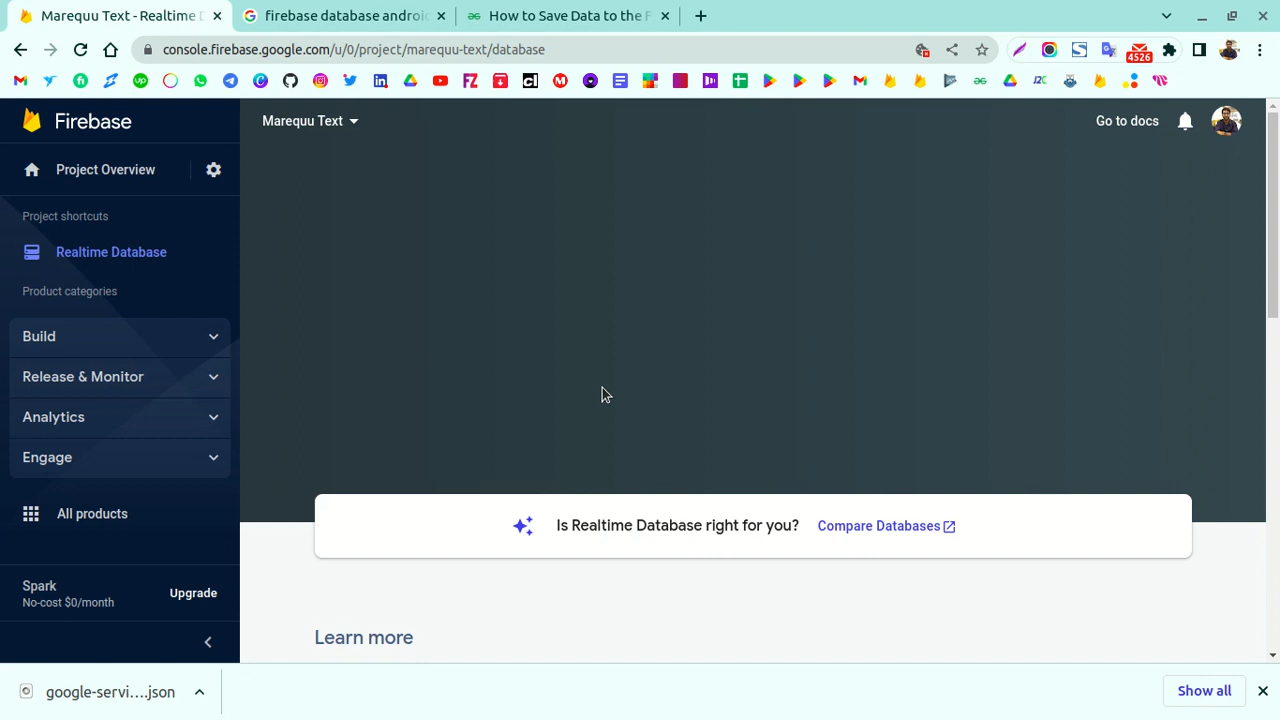 Marequu Text - Realtime D
firebase database androi
How to Save Data to the F
console.firebase.google.com/u/0/project/marequu-text/database
4526
Firebase
Marequu Text
Go to docs
Project Overview
Project shortcuts
Realtime Database
Product categories
Build
Release & Monitor
Analytics
Engage
All products
Is Realtime Database right for you? Compare Databases
Spark
No-cost $0/month
Upgrade
Learn more
google-servi....json
Show all